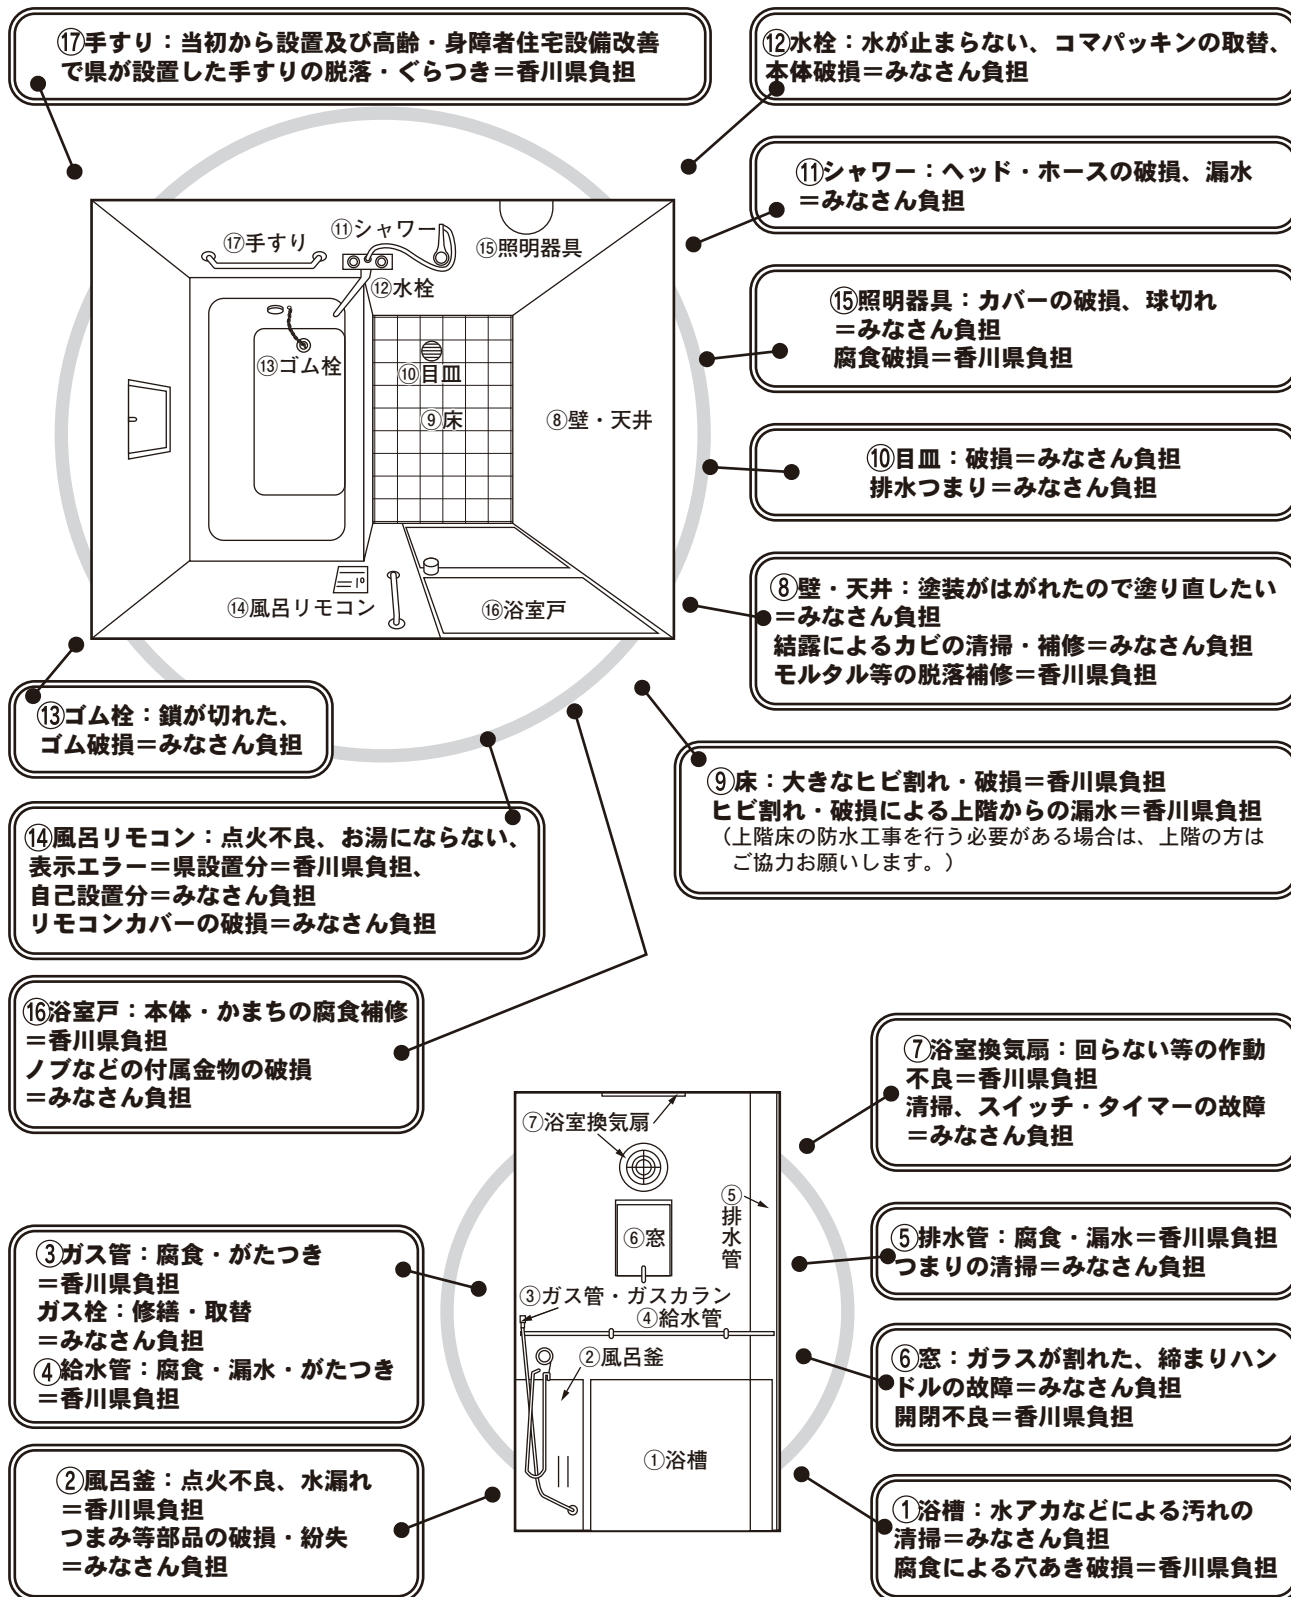 ⑰手すり：当初から設置及び高齢・身障者住宅設備改善
で県が設置した手すりの脱落・ぐらつき＝香川県負担
⑫水栓：水が止まらない、コマパッキンの取替、
本体破損＝みなさん負担
⑪シャワー：ヘッド・ホースの破損、漏水
＝みなさん負担
⑮照明器具：カバーの破損、球切れ
＝みなさん負担
腐食破損＝香川県負担
⑩目皿：破損＝みなさん負担
排水つまり＝みなさん負担
⑧壁・天井：塗装がはがれたので塗り直したい
＝みなさん負担
結露によるカビの清掃・補修＝みなさん負担
モルタル等の脱落補修＝香川県負担
⑰手すり
⑪シャワー
⑮照明器具
⑫水栓
⑬ゴム栓
⑩目皿
⑨床
⑧壁・天井
⑭風呂リモコン
⑯浴室戸
⑬ゴム栓：鎖が切れた、
ゴム破損＝みなさん負担
⑨床：大きなヒビ割れ・破損＝香川県負担
ヒビ割れ・破損による上階からの漏水＝香川県負担
（上階床の防水工事を行う必要がある場合は、上階の方は
ご協力お願いします。）
⑭風呂リモコン：点火不良、お湯にならない、
表示エラー＝県設置分＝香川県負担、
自己設置分＝みなさん負担
リモコンカバーの破損＝みなさん負担
⑯浴室戸：本体・かまちの腐食補修
＝香川県負担
ノブなどの付属金物の破損
＝みなさん負担
⑦浴室換気扇：回らない等の作動
不良＝香川県負担
清掃、スイッチ・タイマーの故障
＝みなさん負担
⑦浴室換気扇
⑤排水管
⑥窓
③ガス管・ガスカラン
④給水管
②風呂釜
①浴槽
③ガス管：腐食・がたつき
＝香川県負担
ガス栓：修繕・取替
＝みなさん負担
④給水管：腐食・漏水・がたつき
＝香川県負担
⑤排水管：腐食・漏水＝香川県負担
つまりの清掃＝みなさん負担
⑥窓：ガラスが割れた、締まりハン
ドルの故障＝みなさん負担
開閉不良＝香川県負担
②風呂釜：点火不良、水漏れ
＝香川県負担
つまみ等部品の破損・紛失
＝みなさん負担
①浴槽：水アカなどによる汚れの
清掃＝みなさん負担
腐食による穴あき破損＝香川県負担